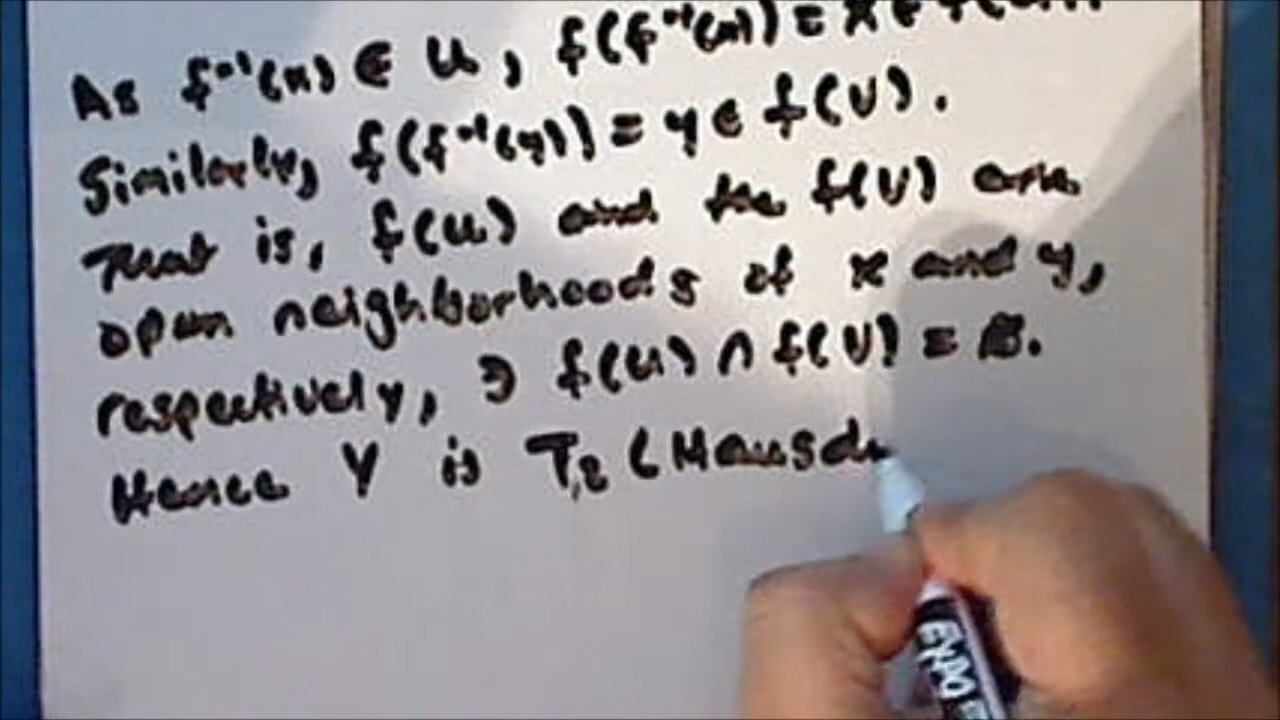 As f⁻¹(x) ∈ U, f(f⁻¹(x)) = x ∈ f(U).
Similarly, f(f⁻¹(y)) = y ∈ f(V).
That is, f(U) and the f(V) are
open neighborhoods of x and y,
respectively, ∋ f(U) ∩ f(V) = Ø.
Hence Y is T₂ (Hausd
EXPO